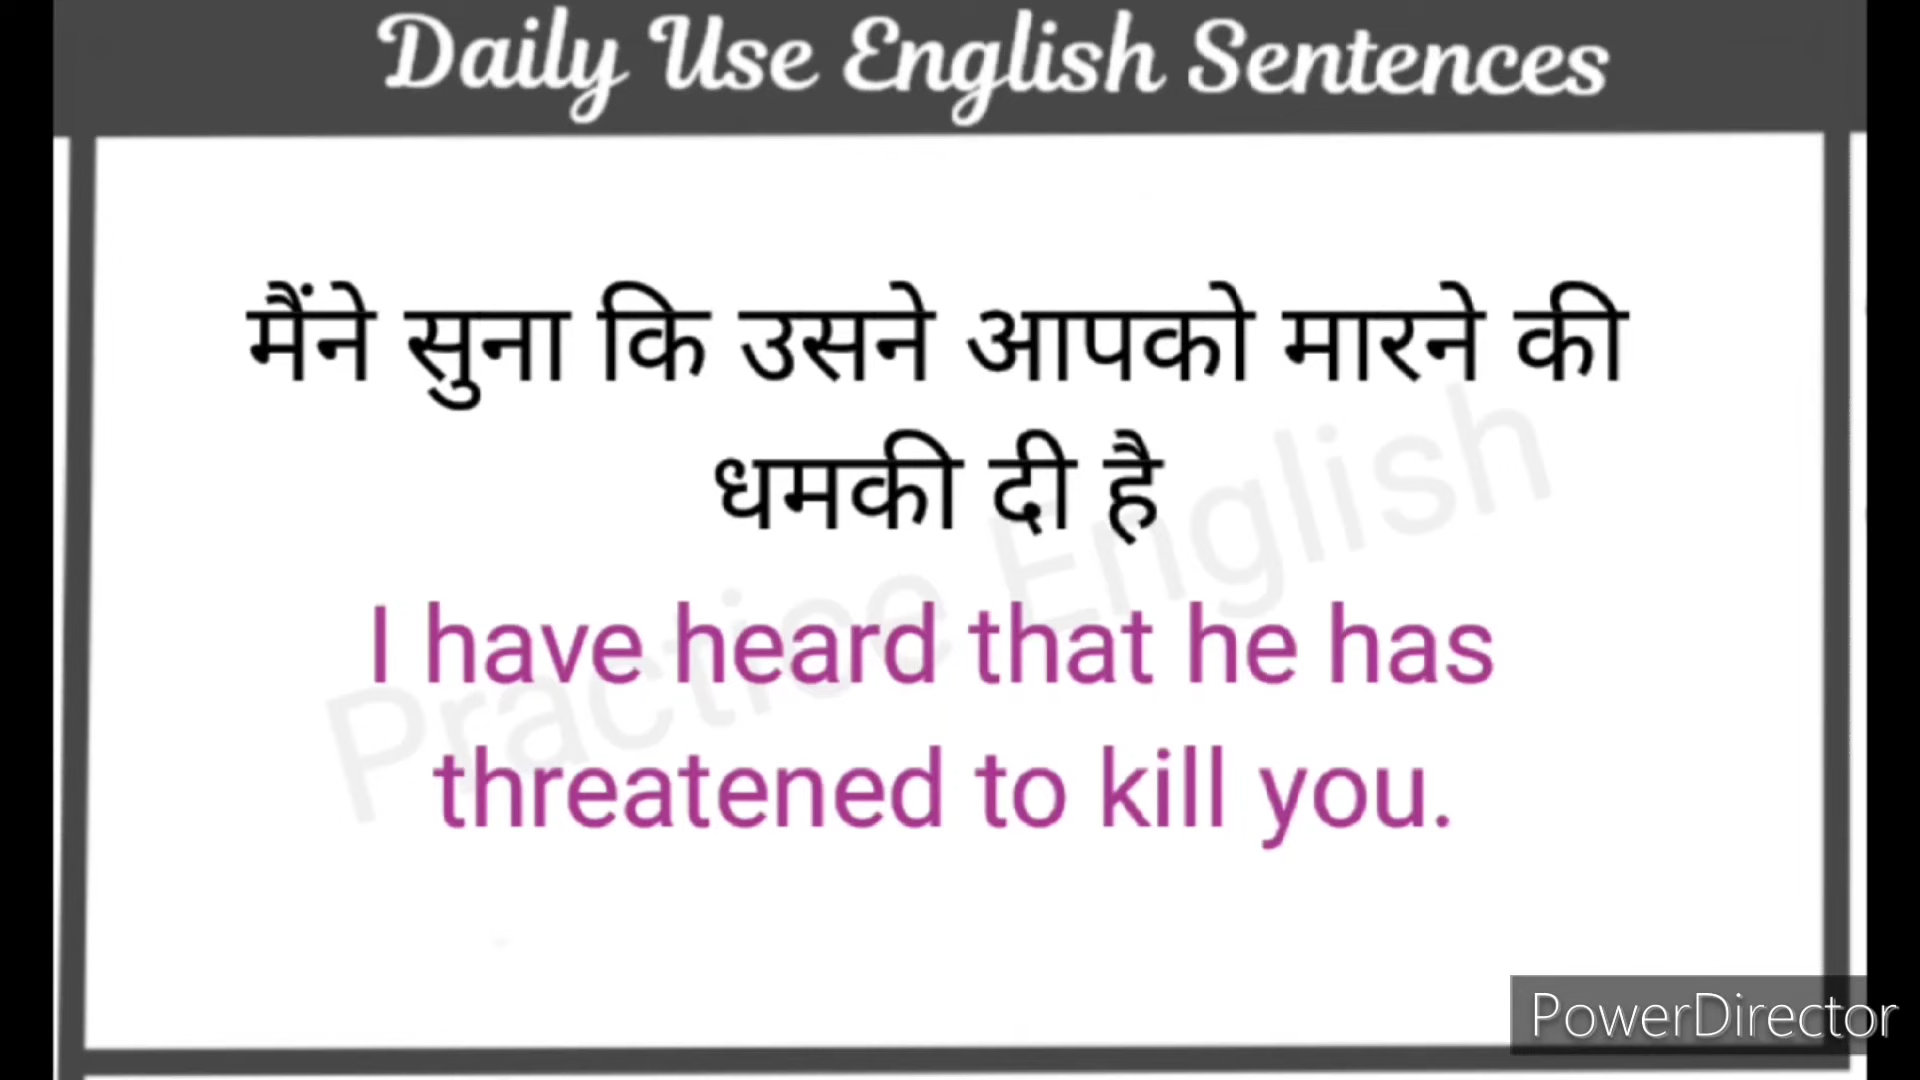 Daily Use English Sentences
मैंने सुना कि उसने आपको मारने की
धमकी दी है
I have heard that he has
threatened to kill you.
Practice English
PowerDirector